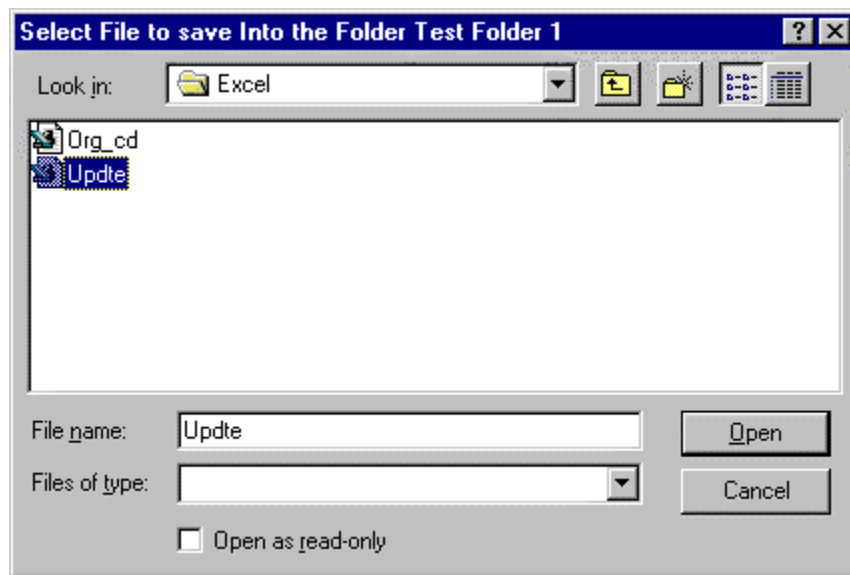 Select File to save Into the Folder Test Folder 1
Look in: Excel
Org_cd
Updte
File name: Updte Open
Files of type: Cancel
Open as read-only